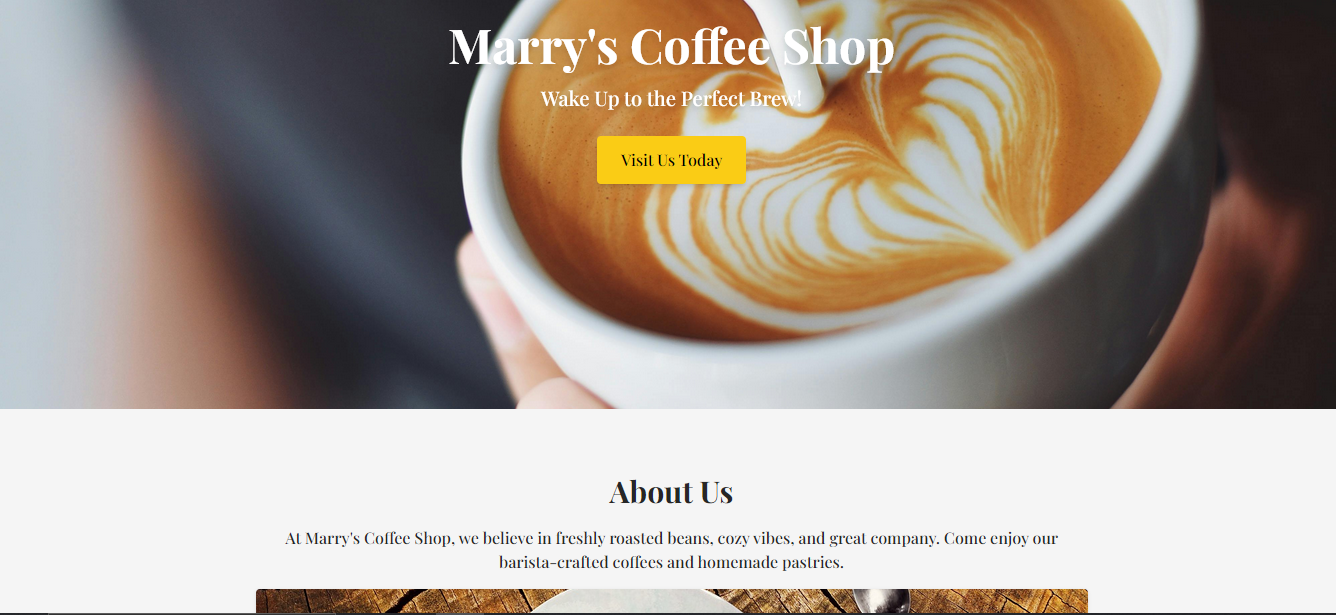 Marry's Coffee Shop
Wake Up to the Perfect Brew!
Visit Us Today
About Us
At Marry's Coffee Shop, we believe in freshly roasted beans, cozy vibes, and great company. Come enjoy our
barista-crafted coffees and homemade pastries.